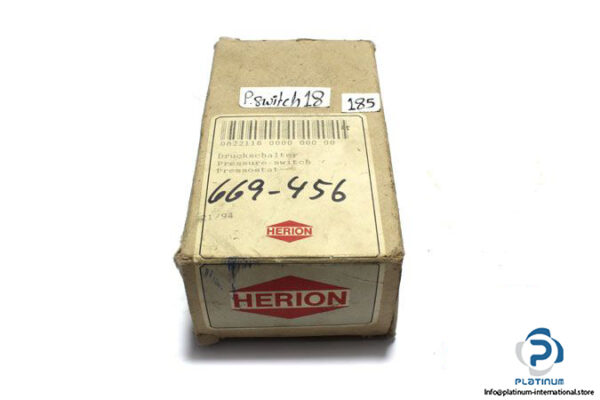 P.switch 18
185
0822116 0000 000 00
Druckschalter
Pressure-switch /
Pressostat
669-456
21/94
HERION
HERION
PLATINUM
Info@platinum-international.store